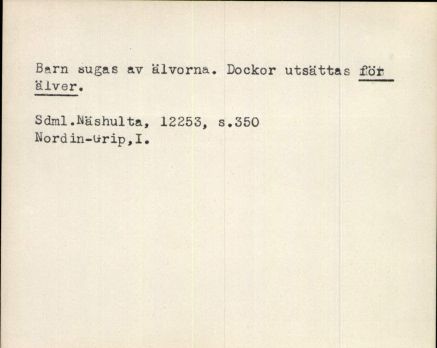 Barn sugas av älvorna. Dockor utsättas för
älver.
Sdml.Näshulta, 12253, s.350
Nordin-Grip,I.